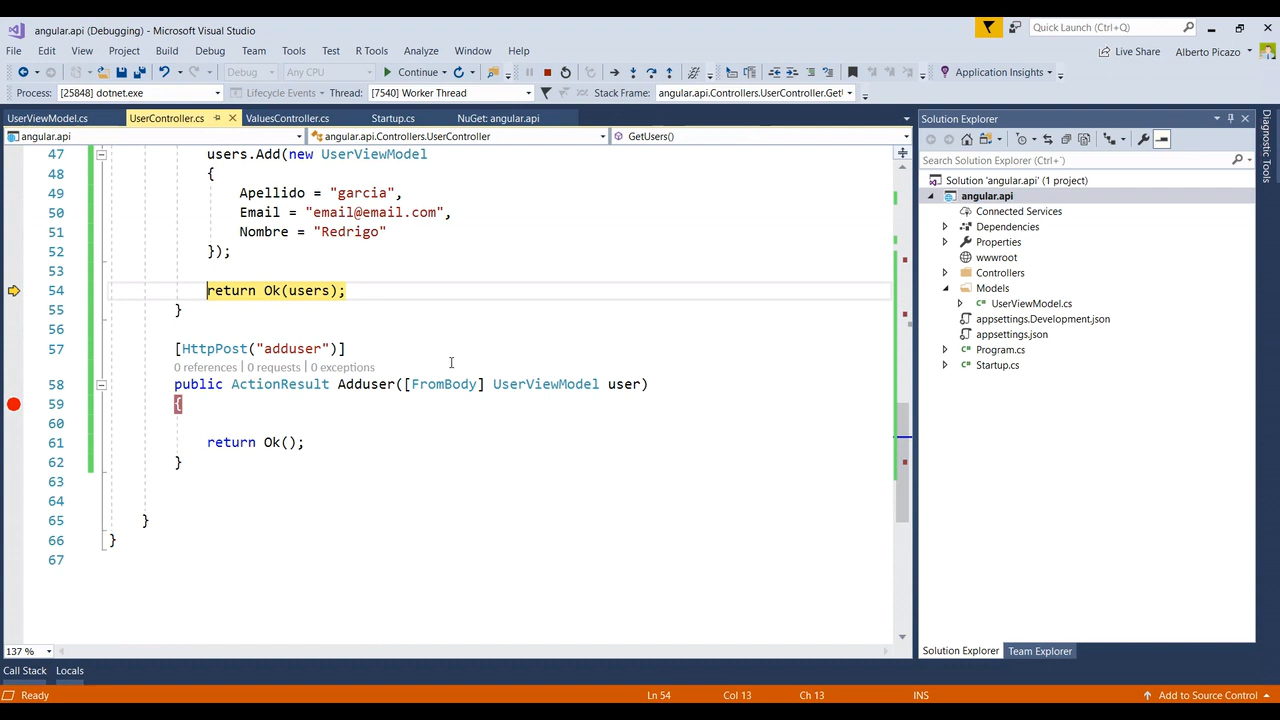 angular.api (Debugging) - Microsoft Visual Studio
Quick Launch (Ctrl+Q)
File Edit View Project Build Debug Team Tools Test R Tools Analyze Window Help
Live Share
Alberto Picazo
Debug Any CPU Continue Application Insights
Process: [25848] dotnet.exe Lifecycle Events Thread: [7540] Worker Thread Stack Frame: angular.api.Controllers.UserController.Get
UserViewModel.cs UserController.cs ValuesController.cs Startup.cs NuGet: angular.api
angular.api angular.api.Controllers.UserController GetUsers()
47 users.Add(new UserViewModel
48 {
49 Apellido = "garcia",
50 Email = "email@email.com",
51 Nombre = "Redrigo"
52 });
53
54 return Ok(users);
55 }
56
57 [HttpPost("adduser")]
0 references | 0 requests | 0 exceptions
58 public ActionResult Adduser([FromBody] UserViewModel user)
59 {
60
61 return Ok();
62 }
63
64
65 }
66 }
67
137 %
Solution Explorer
Search Solution Explorer (Ctrl+')
Solution 'angular.api' (1 project)
angular.api
Connected Services
Dependencies
Properties
wwwroot
Controllers
Models
UserViewModel.cs
appsettings.Development.json
appsettings.json
Program.cs
Startup.cs
Solution Explorer Team Explorer
Diagnostic Tools
Call Stack Locals
Ready Ln 54 Col 13 Ch 13 INS Add to Source Control